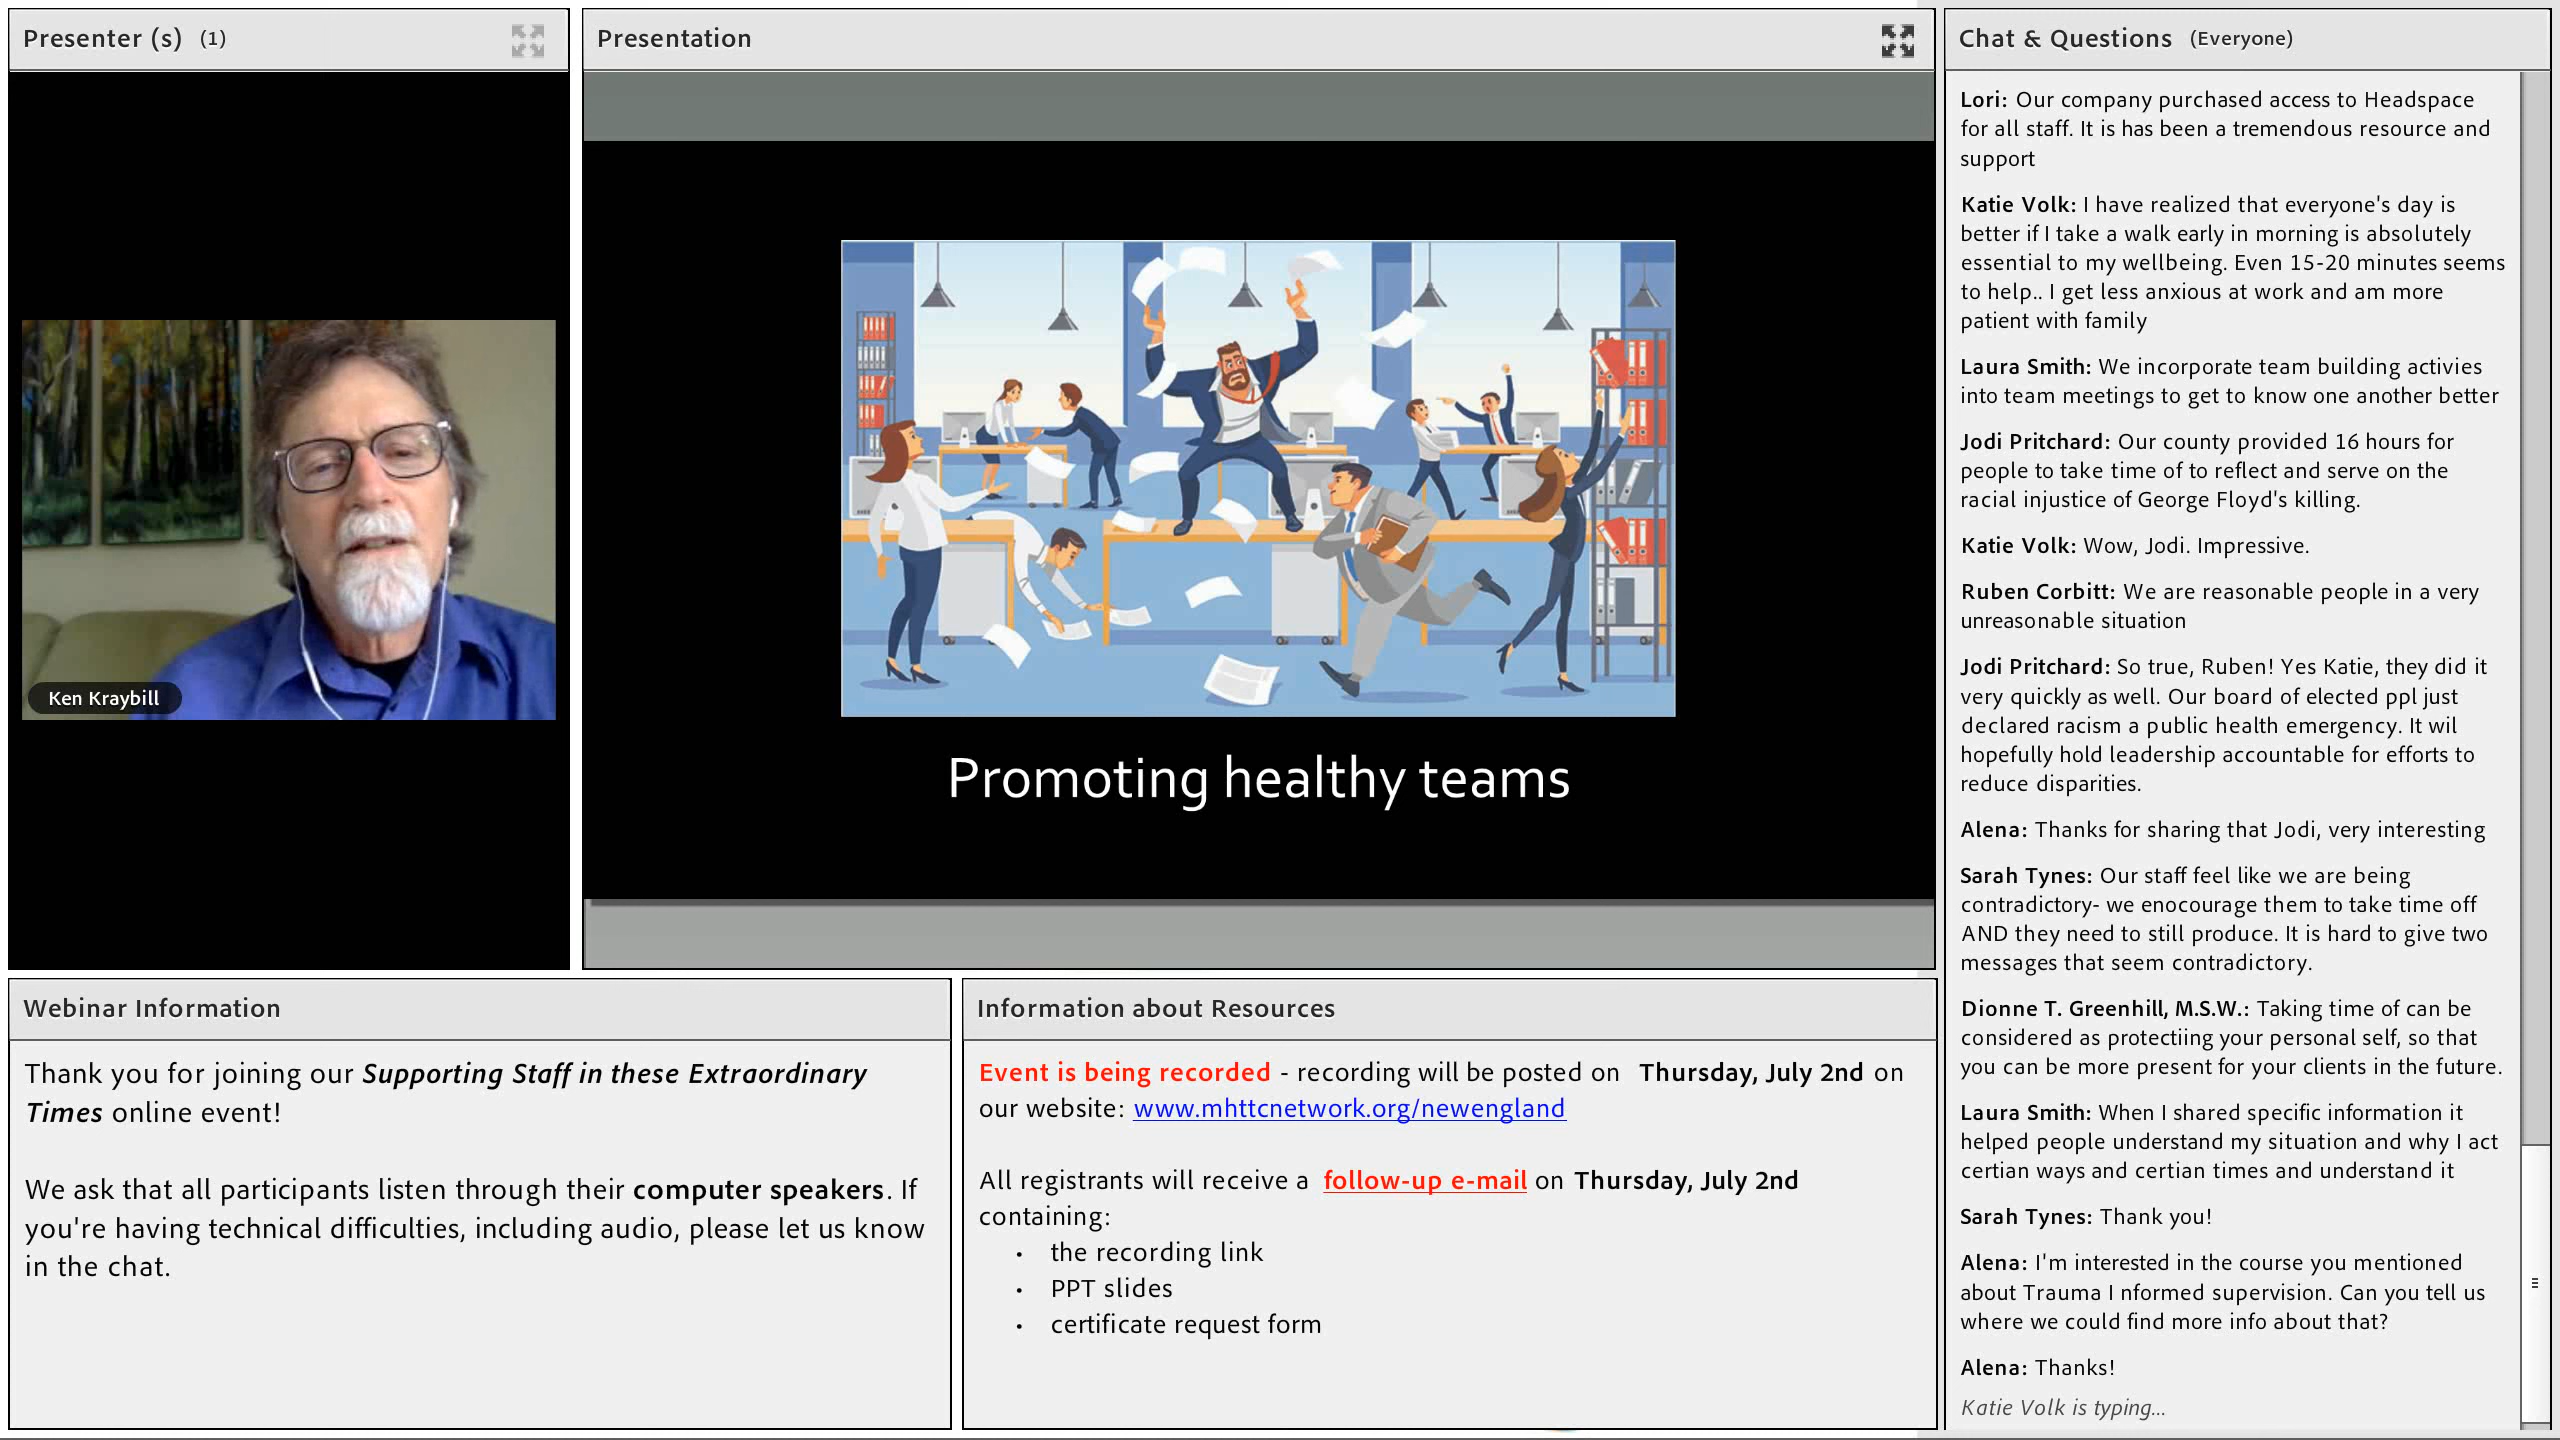 Presenter (s) (1)
Ken Kraybill
Presentation
Promoting healthy teams
Webinar Information
Thank you for joining our Supporting Staff in these Extraordinary
Times online event!
We ask that all participants listen through their computer speakers. If
you're having technical difficulties, including audio, please let us know
in the chat.
Information about Resources
Event is being recorded - recording will be posted on Thursday, July 2nd on
our website: www.mhttcnetwork.org/newengland
All registrants will receive a follow-up e-mail on Thursday, July 2nd
containing:
• the recording link
• PPT slides
• certificate request form
Chat & Questions (Everyone)
Lori: Our company purchased access to Headspace
for all staff. It is has been a tremendous resource and
support
Katie Volk: I have realized that everyone's day is
better if I take a walk early in morning is absolutely
essential to my wellbeing. Even 15-20 minutes seems
to help.. I get less anxious at work and am more
patient with family
Laura Smith: We incorporate team building activies
into team meetings to get to know one another better
Jodi Pritchard: Our county provided 16 hours for
people to take time of to reflect and serve on the
racial injustice of George Floyd's killing.
Katie Volk: Wow, Jodi. Impressive.
Ruben Corbitt: We are reasonable people in a very
unreasonable situation
Jodi Pritchard: So true, Ruben! Yes Katie, they did it
very quickly as well. Our board of elected ppl just
declared racism a public health emergency. It wil
hopefully hold leadership accountable for efforts to
reduce disparities.
Alena: Thanks for sharing that Jodi, very interesting
Sarah Tynes: Our staff feel like we are being
contradictory- we enocourage them to take time off
AND they need to still produce. It is hard to give two
messages that seem contradictory.
Dionne T. Greenhill, M.S.W.: Taking time of can be
considered as protectiing your personal self, so that
you can be more present for your clients in the future.
Laura Smith: When I shared specific information it
helped people understand my situation and why I act
certian ways and certian times and understand it
Sarah Tynes: Thank you!
Alena: I'm interested in the course you mentioned
about Trauma I nformed supervision. Can you tell us
where we could find more info about that?
Alena: Thanks!
Katie Volk is typing...